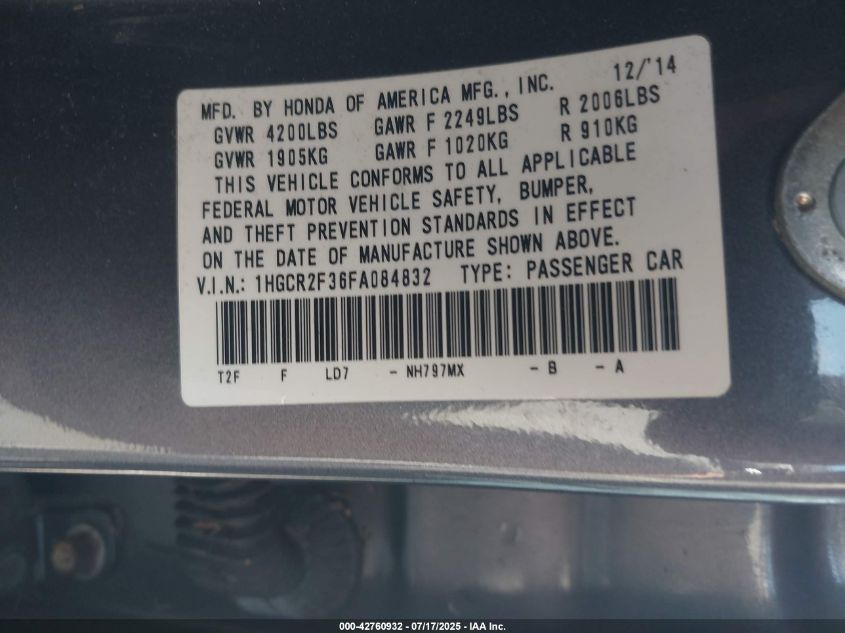 MFD. BY HONDA OF AMERICA MFG., INC. 12/'14
GVWR 4200LBS GAWR F 2249LBS R 2006LBS
GVWR 1905KG GAWR F 1020KG R 910KG
THIS VEHICLE CONFORMS TO ALL APPLICABLE
FEDERAL MOTOR VEHICLE SAFETY, BUMPER,
AND THEFT PREVENTION STANDARDS IN EFFECT
ON THE DATE OF MANUFACTURE SHOWN ABOVE.
V.I.N.: 1HGCR2F36FA084832 TYPE: PASSENGER CAR
T2F F LD7 - NH797MX - B - A
000-42760932 - 07/17/2025 - IAA Inc.